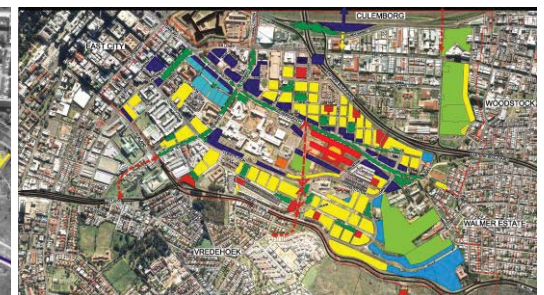 CULEMBORG
EAST CITY
WOODSTOCK
WALMER ESTATE
VREDEHOEK